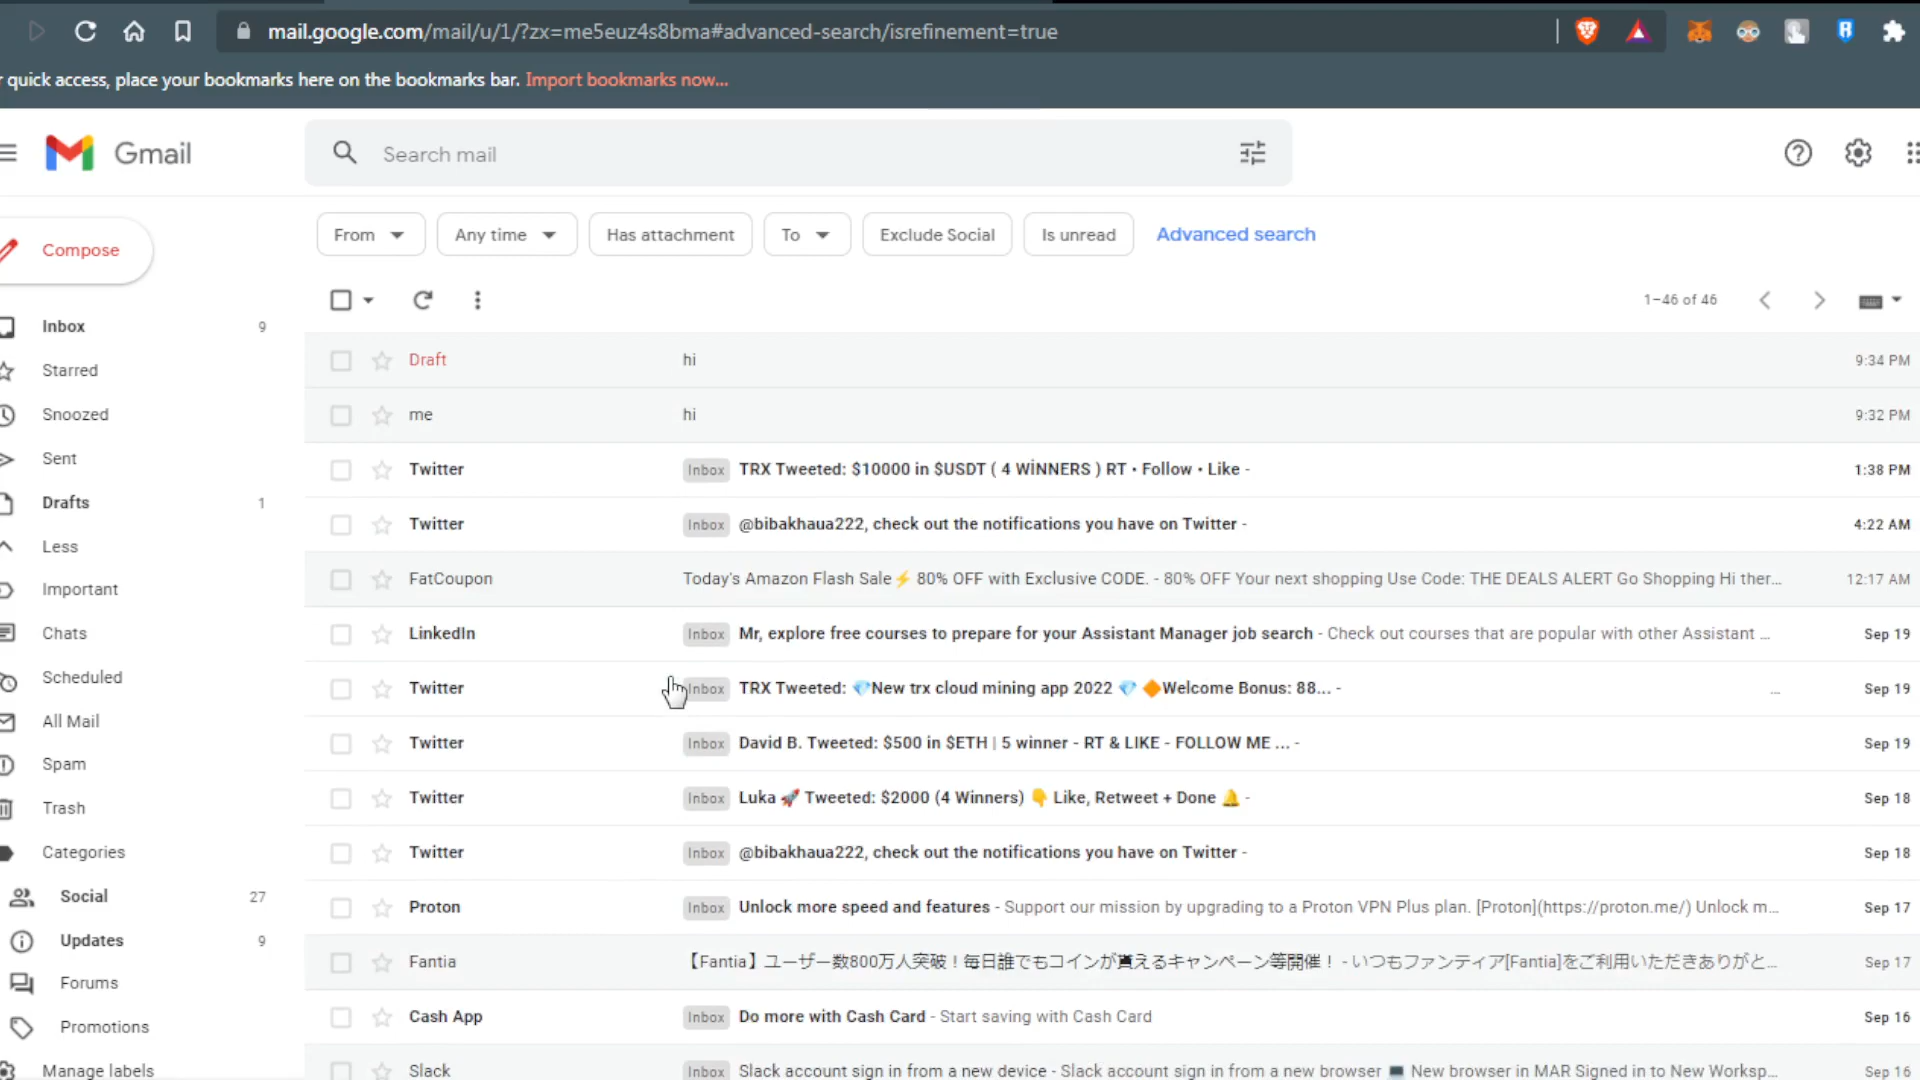 mail.google.com/mail/u/1/?zx=me5euz4s8bma#advanced-search/isrefinement=true
quick access, place your bookmarks here on the bookmarks bar. Import bookmarks now...
Gmail
Search mail
From
Any time
Has attachment
To
Exclude Social
Is unread
Advanced search
Compose
1–46 of 46
Inbox 9
Starred
Snoozed
Sent
Drafts 1
Less
Important
Chats
Scheduled
All Mail
Spam
Trash
Categories
Social 27
Updates 9
Forums
Promotions
Manage labels
Draft hi 9:34 PM
me hi 9:32 PM
Twitter Inbox TRX Tweeted: $10000 in $USDT ( 4 WİNNERS ) RT • Follow • Like - 1:38 PM
Twitter Inbox @bibakhaua222, check out the notifications you have on Twitter - 4:22 AM
FatCoupon Today's Amazon Flash Sale⚡ 80% OFF with Exclusive CODE. - 80% OFF Your next shopping Use Code: THE DEALS ALERT Go Shopping Hi ther... 12:17 AM
LinkedIn Inbox Mr, explore free courses to prepare for your Assistant Manager job search - Check out courses that are popular with other Assistant ... Sep 19
Twitter Inbox TRX Tweeted: 💎New trx cloud mining app 2022 💎 🔶Welcome Bonus: 88... - ... Sep 19
Twitter Inbox David B. Tweeted: $500 in $ETH | 5 winner - RT & LIKE - FOLLOW ME ... - Sep 19
Twitter Inbox Luka 🚀 Tweeted: $2000 (4 Winners) 👇 Like, Retweet + Done 🔔 - Sep 18
Twitter Inbox @bibakhaua222, check out the notifications you have on Twitter - Sep 18
Proton Inbox Unlock more speed and features - Support our mission by upgrading to a Proton VPN Plus plan. [Proton](https://proton.me/) Unlock m... Sep 17
Fantia 【Fantia】ユーザー数800万人突破！毎日誰でもコインが貰えるキャンペーン等開催！ - いつもファンティア[Fantia]をご利用いただきありがと... Sep 17
Cash App Inbox Do more with Cash Card - Start saving with Cash Card Sep 16
Slack Inbox Slack account sign in from a new device - Slack account sign in from a new browser 💻 New browser in MAR Signed in to New Worksp... Sep 16